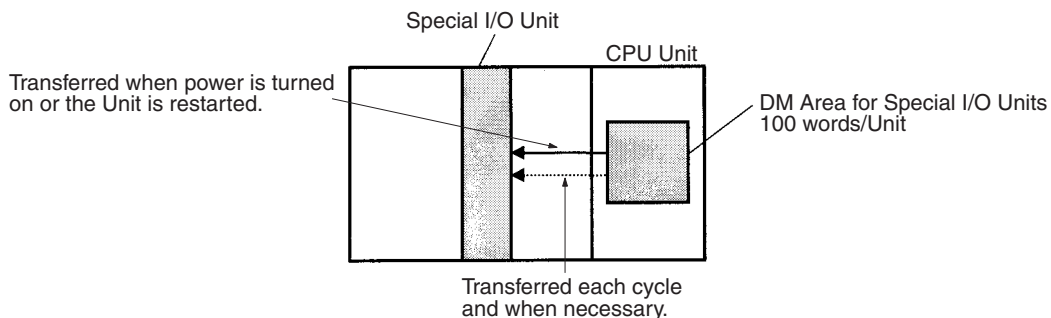 Special I/O Unit
CPU Unit
Transferred when power is turned
on or the Unit is restarted.
DM Area for Special I/O Units
100 words/Unit
Transferred each cycle
and when necessary.